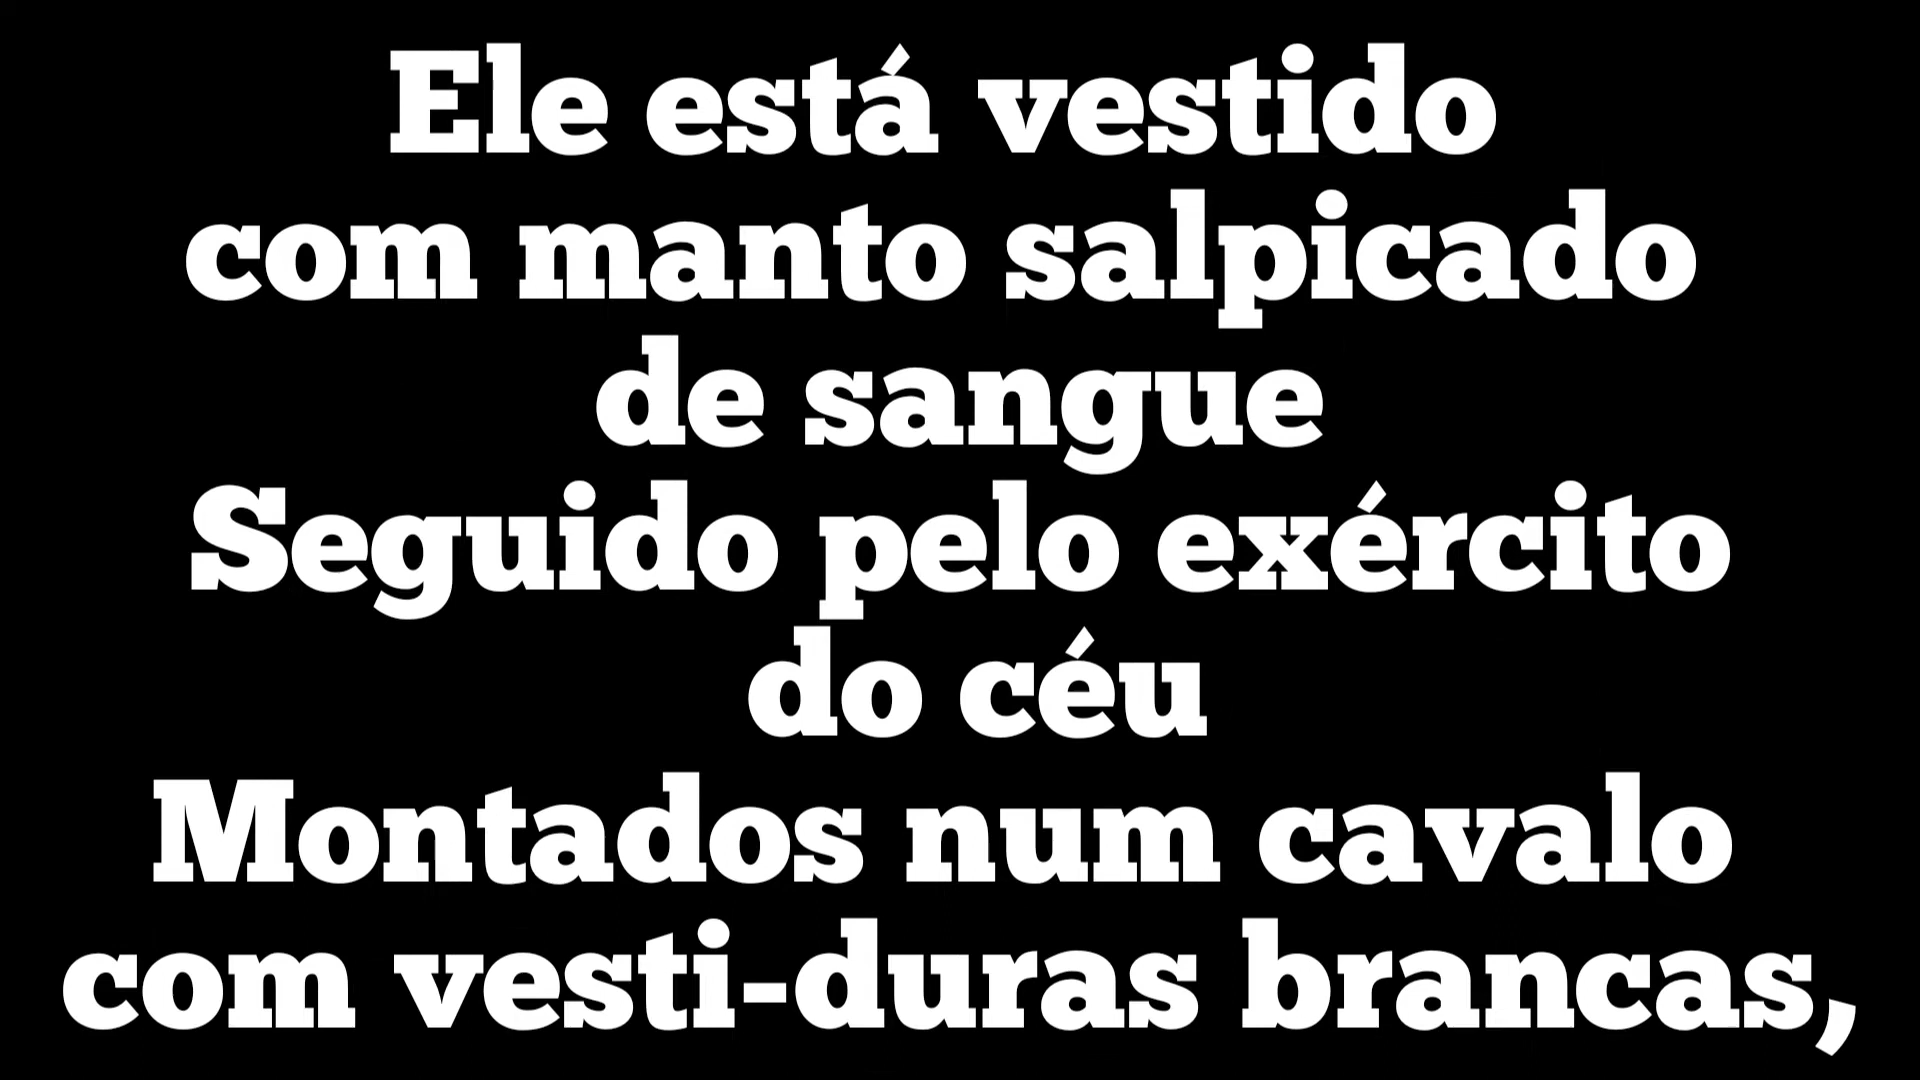 Ele está vestido
com manto salpicado
de sangue
Seguido pelo exército
do céu
Montados num cavalo
com vesti-duras brancas,